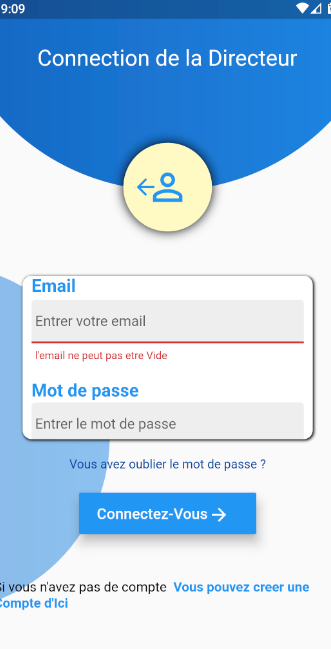 9:09
Connection de la Directeur
Email
Entrer votre email
l'email ne peut pas etre Vide
Mot de passe
Entrer le mot de passe
Vous avez oublier le mot de passe ?
Connectez-Vous
Si vous n'avez pas de compte Vous pouvez creer une
Compte d'Ici